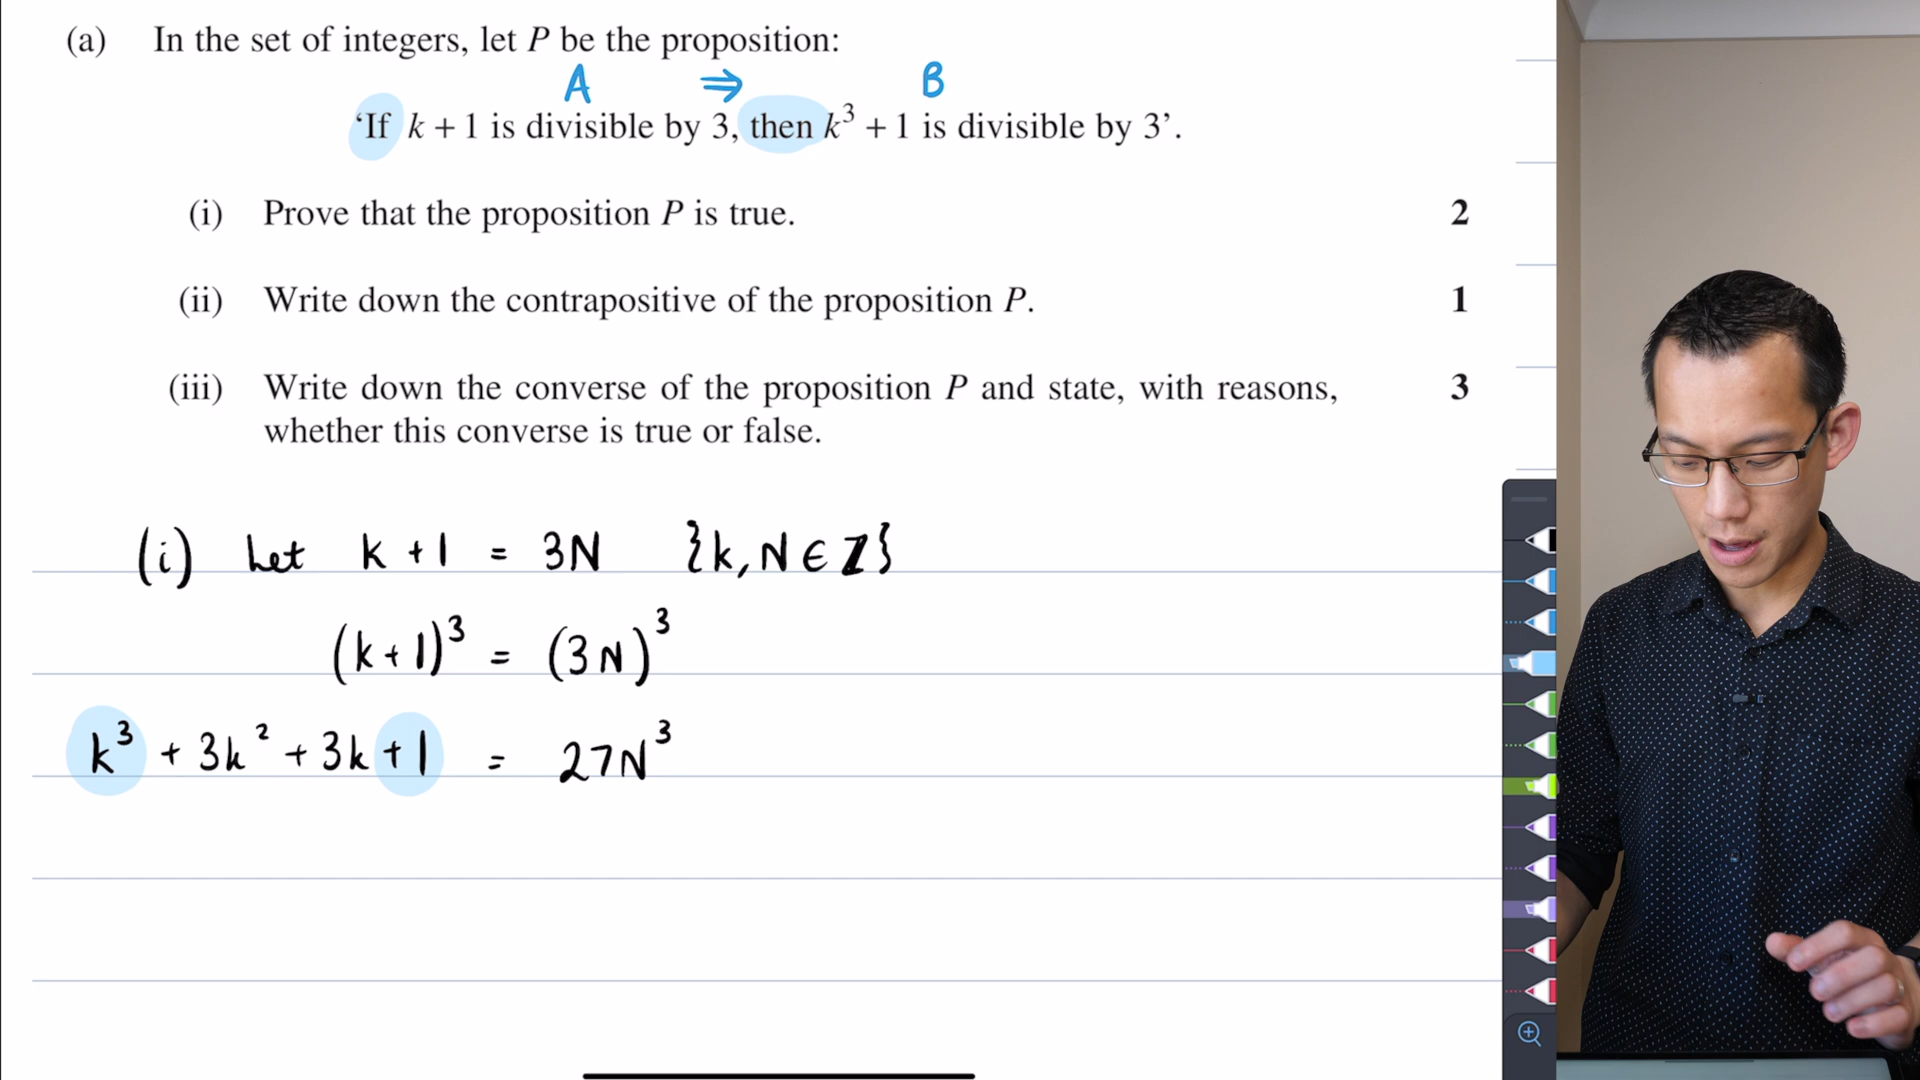 (a) In the set of integers, let P be the proposition:
A ⇒ B
‘If k + 1 is divisible by 3, then k³ + 1 is divisible by 3’.
(i) Prove that the proposition P is true. 2
(ii) Write down the contrapositive of the proposition P. 1
(iii) Write down the converse of the proposition P and state, with reasons, 3
whether this converse is true or false.
(i) Let k + 1 = 3N {k, N ∈ ℤ}
(k + 1)³ = (3N)³
k³ + 3k² + 3k + 1 = 27N³